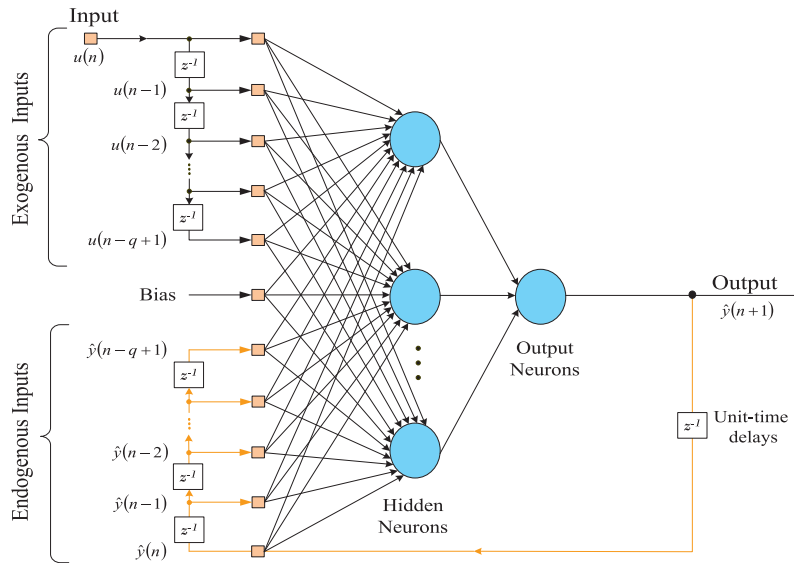 Input
u(n)
z⁻¹
u(n−1)
z⁻¹
u(n−2)
z⁻¹
u(n−q+1)
Exogenous Inputs
Bias
Endogenous Inputs
ŷ(n−q+1)
z⁻¹
ŷ(n−2)
z⁻¹
ŷ(n−1)
z⁻¹
ŷ(n)
Hidden
Neurons
Output
Neurons
Output
ŷ(n+1)
z⁻¹
Unit-time
delays